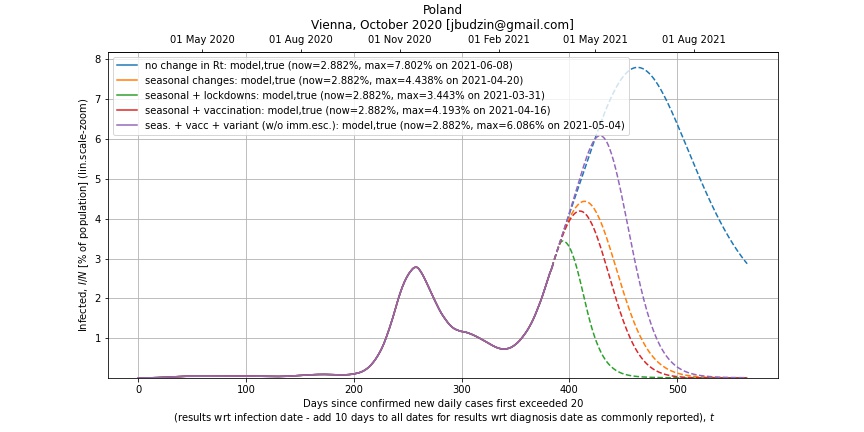 Poland
Vienna, October 2020 [jbudzin@gmail.com]
01 May 2020 01 Aug 2020 01 Nov 2020 01 Feb 2021 01 May 2021 01 Aug 2021
no change in Rt: model,true (now=2.882%, max=7.802% on 2021-06-08)
seasonal changes: model,true (now=2.882%, max=4.438% on 2021-04-20)
seasonal + lockdowns: model,true (now=2.882%, max=3.443% on 2021-03-31)
seasonal + vaccination: model,true (now=2.882%, max=4.193% on 2021-04-16)
seas. + vacc + variant (w/o imm.esc.): model,true (now=2.882%, max=6.086% on 2021-05-04)
8
7
6
5
4
3
2
1
Infected, I/N [% of population] (lin.scale-zoom)
0 100 200 300 400 500
Days since confirmed new daily cases first exceeded 20
(results wrt infection date - add 10 days to all dates for results wrt diagnosis date as commonly reported), t